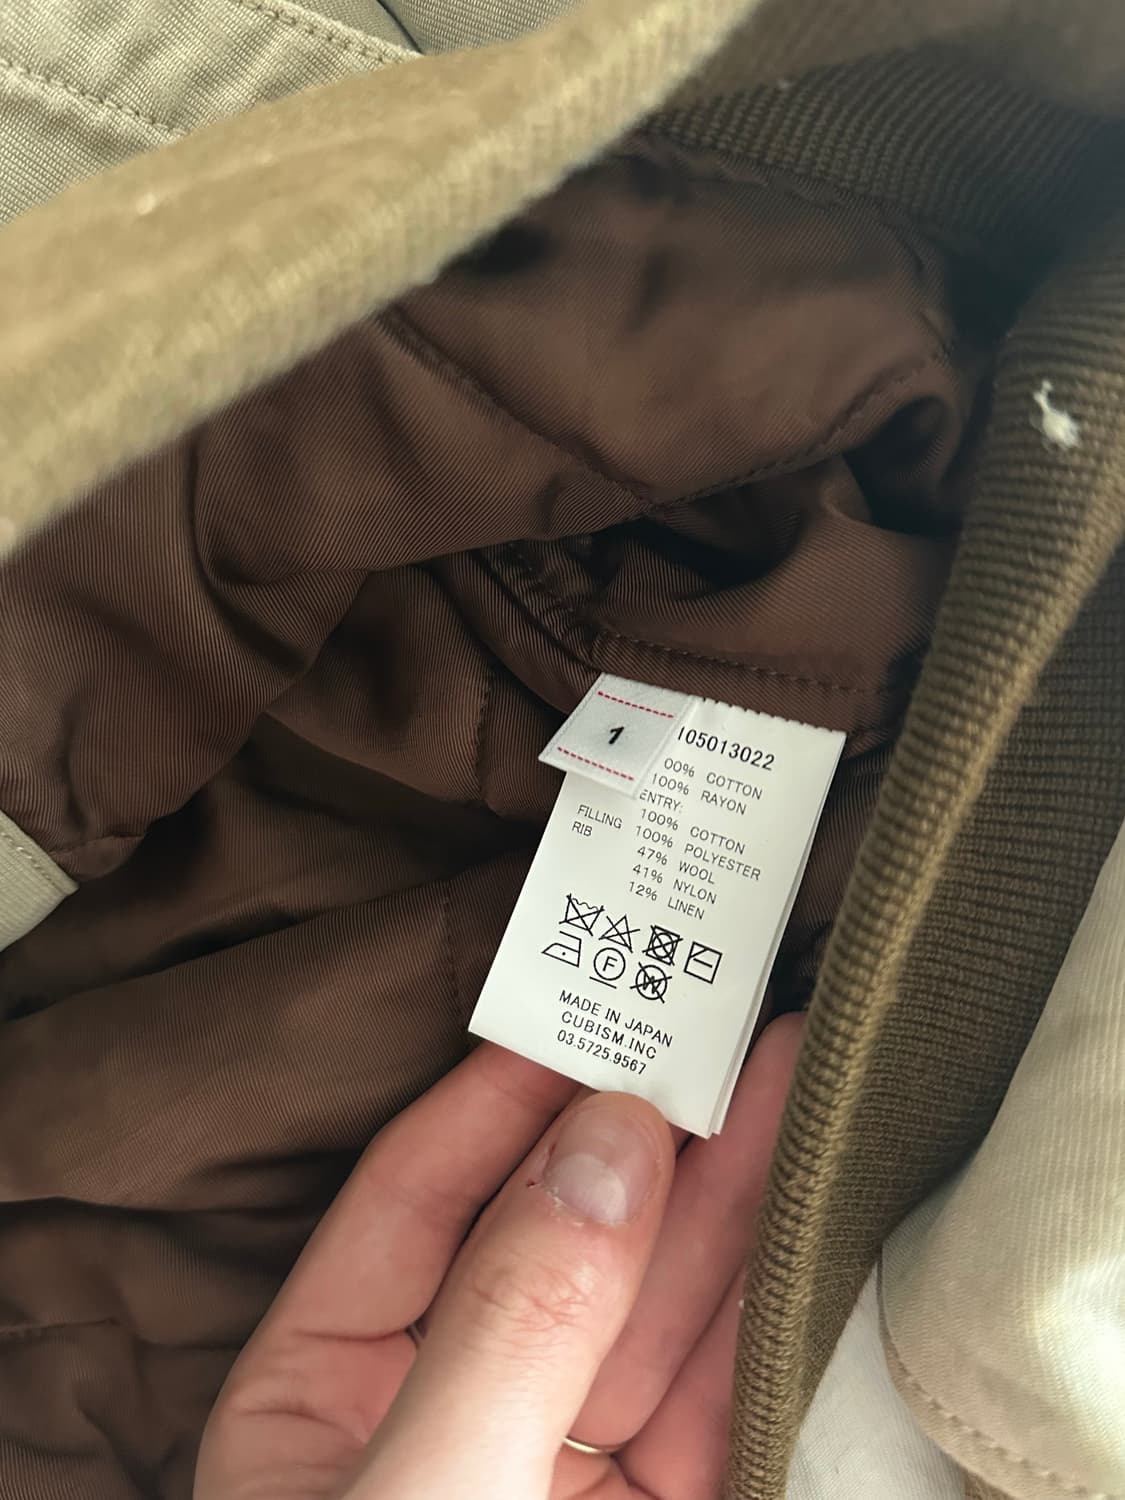 1
105013022
00% COTTON
100% RAYON
ENTRY:
100% COTTON
FILLING 100% POLYESTER
RIB 47% WOOL
41% NYLON
12% LINEN
F
W
MADE IN JAPAN
CUBISM.INC
03.5725.9567